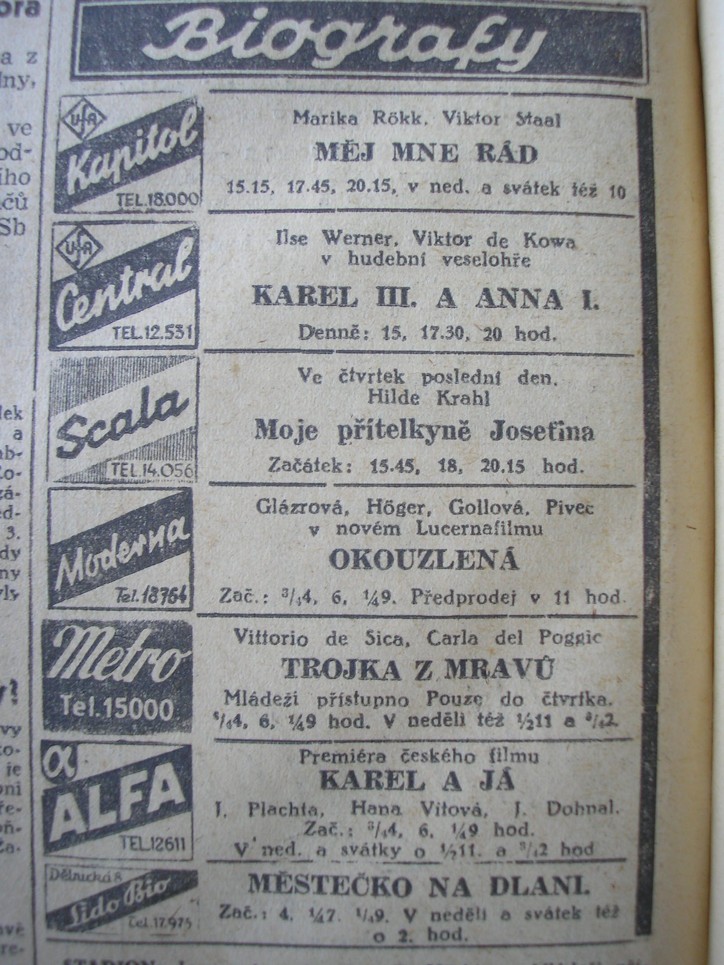 Biografy
UFA
Kapitol
TEL.18.000
Marika Rökk, Viktor Staal
MĚJ MNE RÁD
15.15, 17.45, 20.15, v ned. a svátek též 10
UFA
Central
TEL.12.531
Ilse Werner, Viktor de Kowa
v hudební veselohře
KAREL III. A ANNA I.
Denně: 15, 17.30, 20 hod.
Scala
TEL.14.056
Ve čtvrtek poslední den.
Hilde Krahl
Moje přítelkyně Josefina
Začátek: 15.45, 18, 20.15 hod.
Moderna
Tel.18764
Glázrová, Höger, Gollová, Pivec
v novém Lucernafilmu
OKOUZLENÁ
Zač.: ¾4, 6, ¼9. Předprodej v 11 hod.
Metro
Tel.15000
Vittorio de Sica, Carla del Poggio
TROJKA Z MRAVŮ
Mládeži přístupno Pouze do čtvrtka.
¾4, 6, ¼9 hod. V neděli též ½11 a ¾2.
α
ALFA
TEL.12611
Premiéra českého filmu
KAREL A JÁ
J. Plachta, Hana Vítová, J. Dohnal.
Zač.: ¾4, 6, ¼9 hod.
V ned. a svátky o ½11. a ¾2 hod
Dělnická 8
Lido Bio
tel.17975
MĚSTEČKO NA DLANI.
Zač.: 4, ¼7, ½9. V neděli a svátek též
o 2. hod.